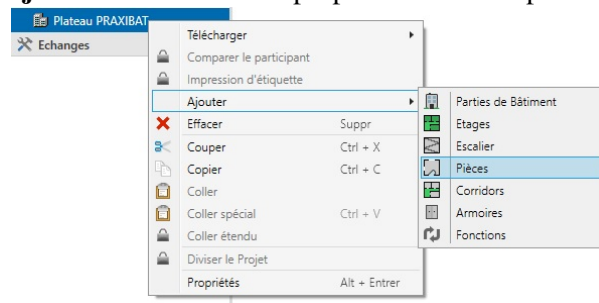 Plateau PRAXIBAT
Echanges
Télécharger
Comparer le participant
Impression d'étiquette
Ajouter
Effacer Suppr
Couper Ctrl + X
Copier Ctrl + C
Coller
Coller spécial Ctrl + V
Coller étendu
Diviser le Projet
Propriétés Alt + Entrer
Parties de Bâtiment
Etages
Escalier
Pièces
Corridors
Armoires
Fonctions